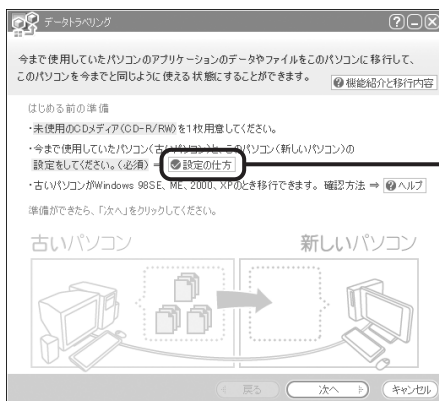 データトラベリング
今まで使用していたパソコンのアプリケーションのデータやファイルをこのパソコンに移行して、
このパソコンを今までと同じように使える状態にすることができます。
機能紹介と移行内容
はじめる前の準備
・未使用のCDメディア(CD-R/RW)を1枚用意してください。
・今まで使用していたパソコン(古いパソコン)と、このパソコン(新しいパソコン)の
設定をしてください。(必須) ⇒ 設定の仕方
・古いパソコンがWindows 98SE、ME、2000、XPのとき移行できます。 確認方法 ⇒ ヘルプ
準備ができたら、「次へ」をクリックしてください。
古いパソコン 新しいパソコン
戻る 次へ キャンセル